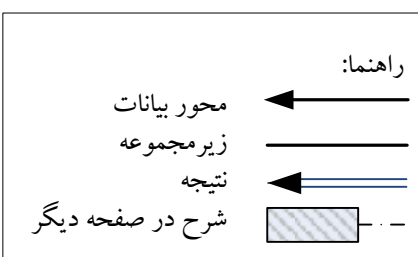 راهنما:
محور بیانات
زیرمجموعه
نتیجه
شرح در صفحه دیگر